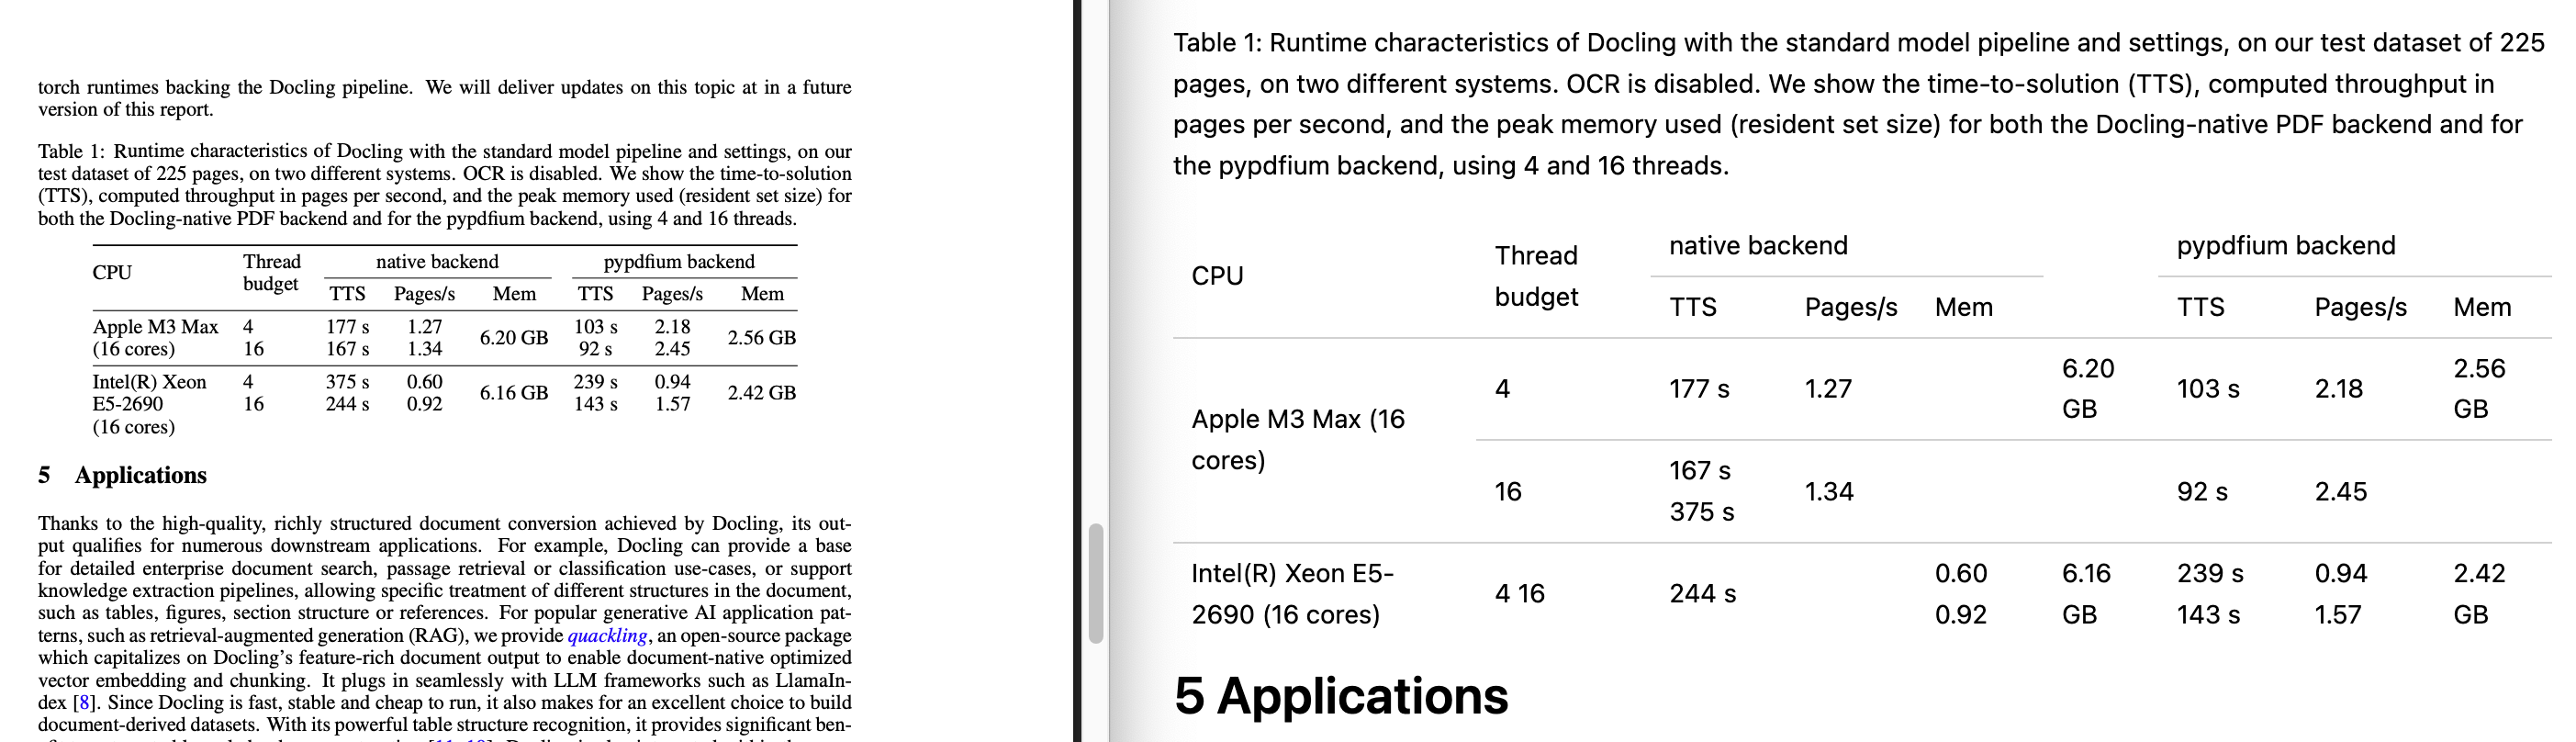 torch runtimes backing the Docling pipeline. We will deliver updates on this topic at in a future
version of this report.
Table 1: Runtime characteristics of Docling with the standard model pipeline and settings, on our
test dataset of 225 pages, on two different systems. OCR is disabled. We show the time-to-solution
(TTS), computed throughput in pages per second, and the peak memory used (resident set size) for
both the Docling-native PDF backend and for the pypdfium backend, using 4 and 16 threads.
CPU Thread budget native backend pypdfium backend
TTS Pages/s Mem TTS Pages/s Mem
Apple M3 Max 4 177 s 1.27 6.20 GB 103 s 2.18 2.56 GB
(16 cores) 16 167 s 1.34 92 s 2.45
Intel(R) Xeon 4 375 s 0.60 6.16 GB 239 s 0.94 2.42 GB
E5-2690 16 244 s 0.92 143 s 1.57
(16 cores)
5 Applications
Thanks to the high-quality, richly structured document conversion achieved by Docling, its out-
put qualifies for numerous downstream applications. For example, Docling can provide a base
for detailed enterprise document search, passage retrieval or classification use-cases, or support
knowledge extraction pipelines, allowing specific treatment of different structures in the document,
such as tables, figures, section structure or references. For popular generative AI application pat-
terns, such as retrieval-augmented generation (RAG), we provide quackling, an open-source package
which capitalizes on Docling's feature-rich document output to enable document-native optimized
vector embedding and chunking. It plugs in seamlessly with LLM frameworks such as LlamaIn-
dex [8]. Since Docling is fast, stable and cheap to run, it also makes for an excellent choice to build
document-derived datasets. With its powerful table structure recognition, it provides significant ben-
Table 1: Runtime characteristics of Docling with the standard model pipeline and settings, on our test dataset of 225
pages, on two different systems. OCR is disabled. We show the time-to-solution (TTS), computed throughput in
pages per second, and the peak memory used (resident set size) for both the Docling-native PDF backend and for
the pypdfium backend, using 4 and 16 threads.
CPU Thread budget native backend pypdfium backend
TTS Pages/s Mem TTS Pages/s Mem
Apple M3 Max (16 cores) 4 177 s 1.27 6.20 GB 103 s 2.18 2.56 GB
16 167 s 375 s 1.34 92 s 2.45
Intel(R) Xeon E5- 4 16 244 s 0.60 6.16 239 s 0.94 2.42
2690 (16 cores) 0.92 GB 143 s 1.57 GB
5 Applications